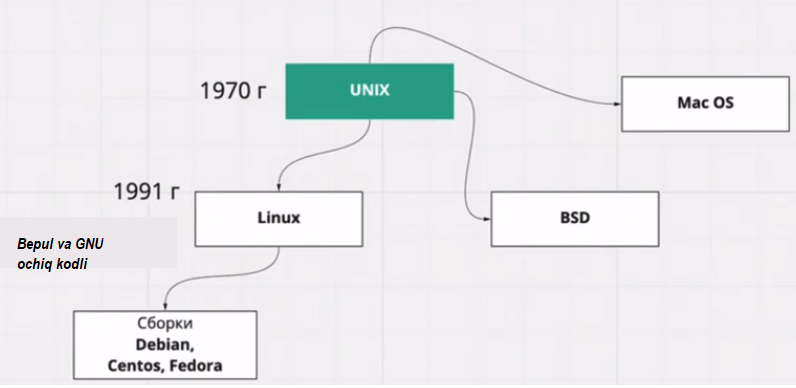 1970 г
UNIX
Mac OS
1991 г
Linux
BSD
Bepul va GNU
ochiq kodli
Сборки
Debian,
Centos, Fedora